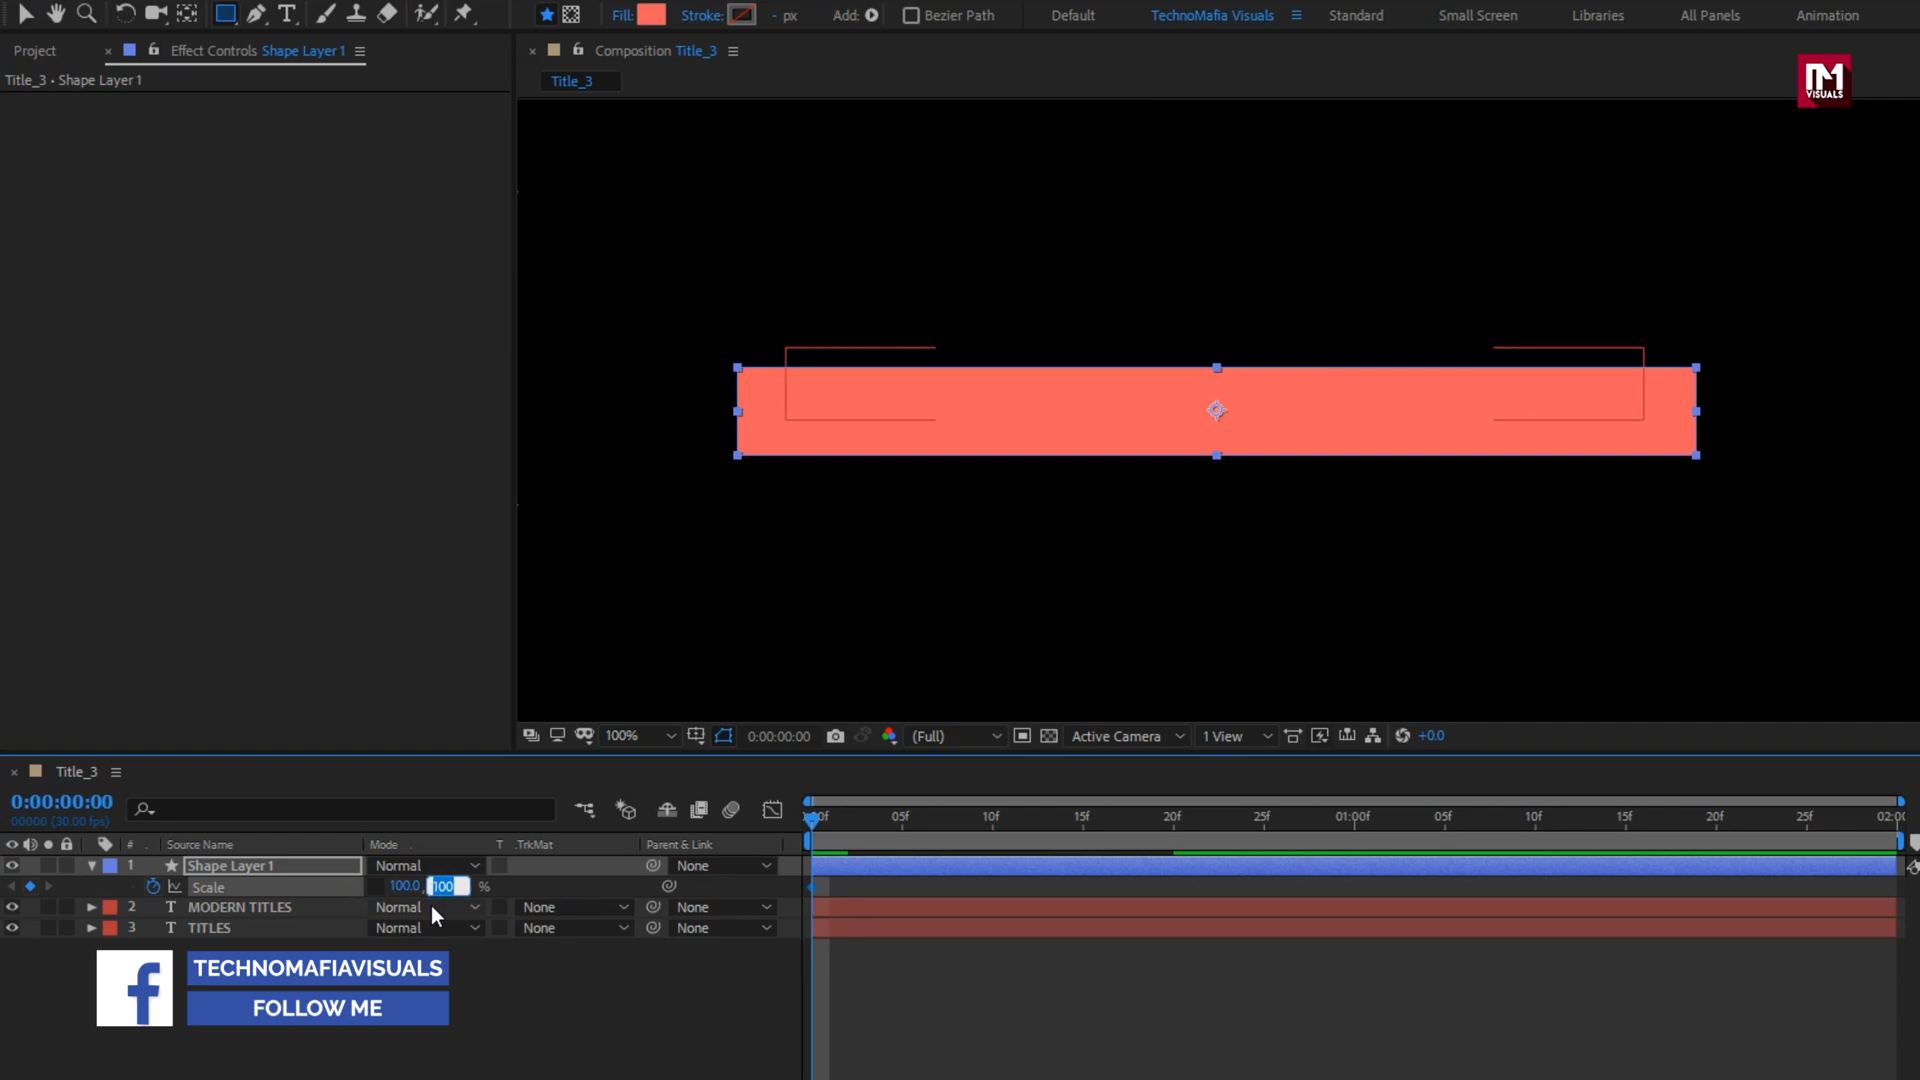 Fill: Stroke: - px Add: Bezier Path Default TechnoMafia Visuals Standard Small Screen Libraries All Panels Animation
Project × Effect Controls Shape Layer 1
× Composition Title_3
Title_3 • Shape Layer 1
Title_3
VISUALS
100% 0:00:00:00 (Full) Active Camera 1 View +0.0
× Title_3
0:00:00:00
00000 (30.00 fps)
05f 10f 15f 20f 25f 01:00f 05f 10f 15f 20f 25f 02:00
# Source Name Mode T .TrkMat Parent & Link
1 Shape Layer 1 Normal None
Scale 100.0, 100 %
2 T MODERN TITLES Normal None None
3 T TITLES Normal None None
TECHNOMAFIAVISUALS
FOLLOW ME